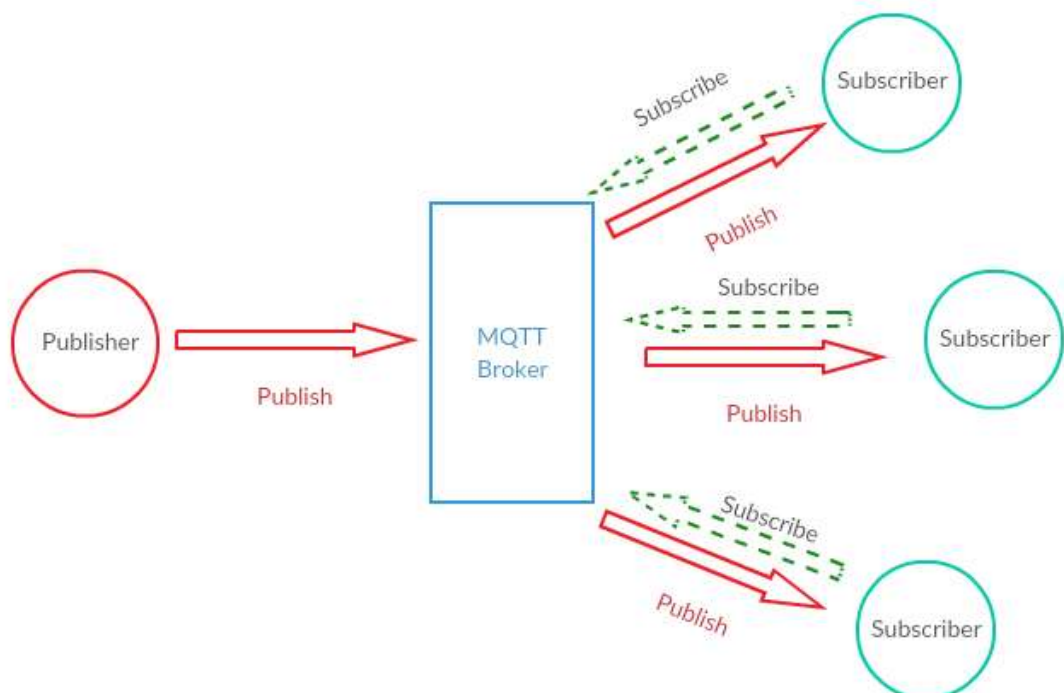 Subscriber
Subscribe
Publish
Subscribe
Publisher
MQTT
Broker
Subscriber
Publish
Publish
Subscribe
Publish
Subscriber